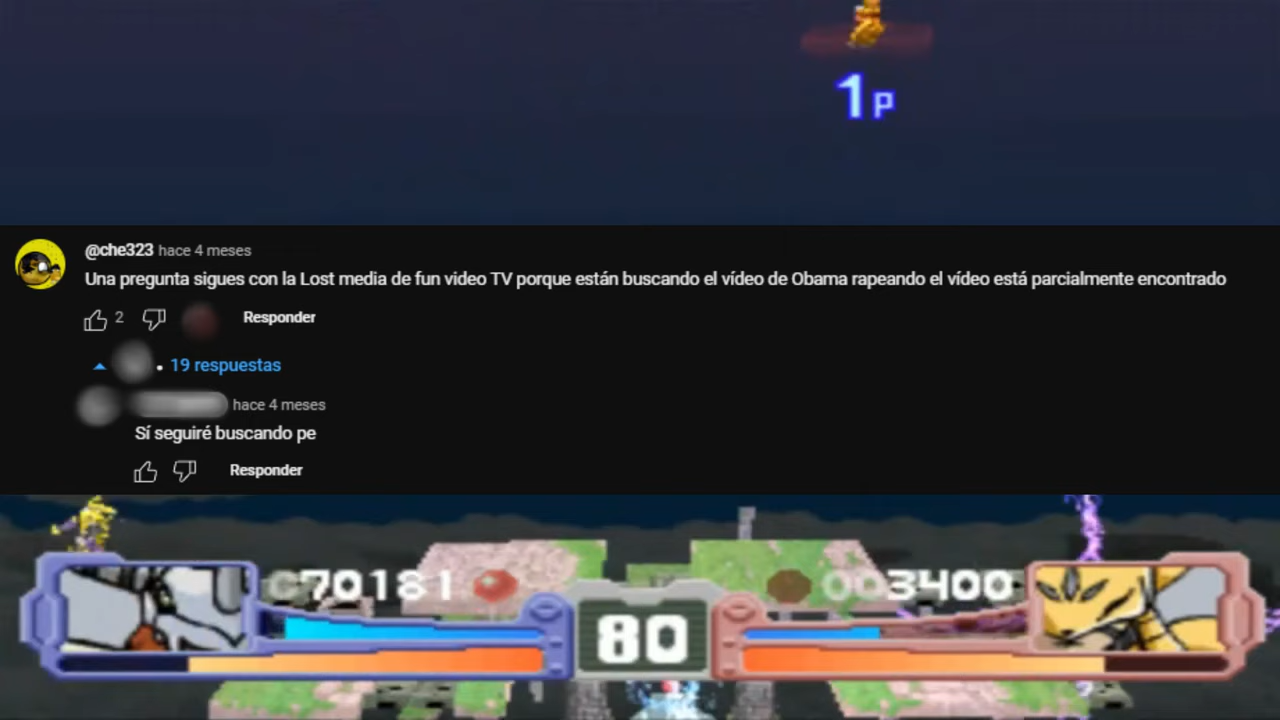 1P
@che323 hace 4 meses
Una pregunta sigues con la Lost media de fun video TV porque están buscando el vídeo de Obama rapeando el vídeo está parcialmente encontrado
2 Responder
19 respuestas
hace 4 meses
Sí seguiré buscando pe
Responder
70181 003400
80